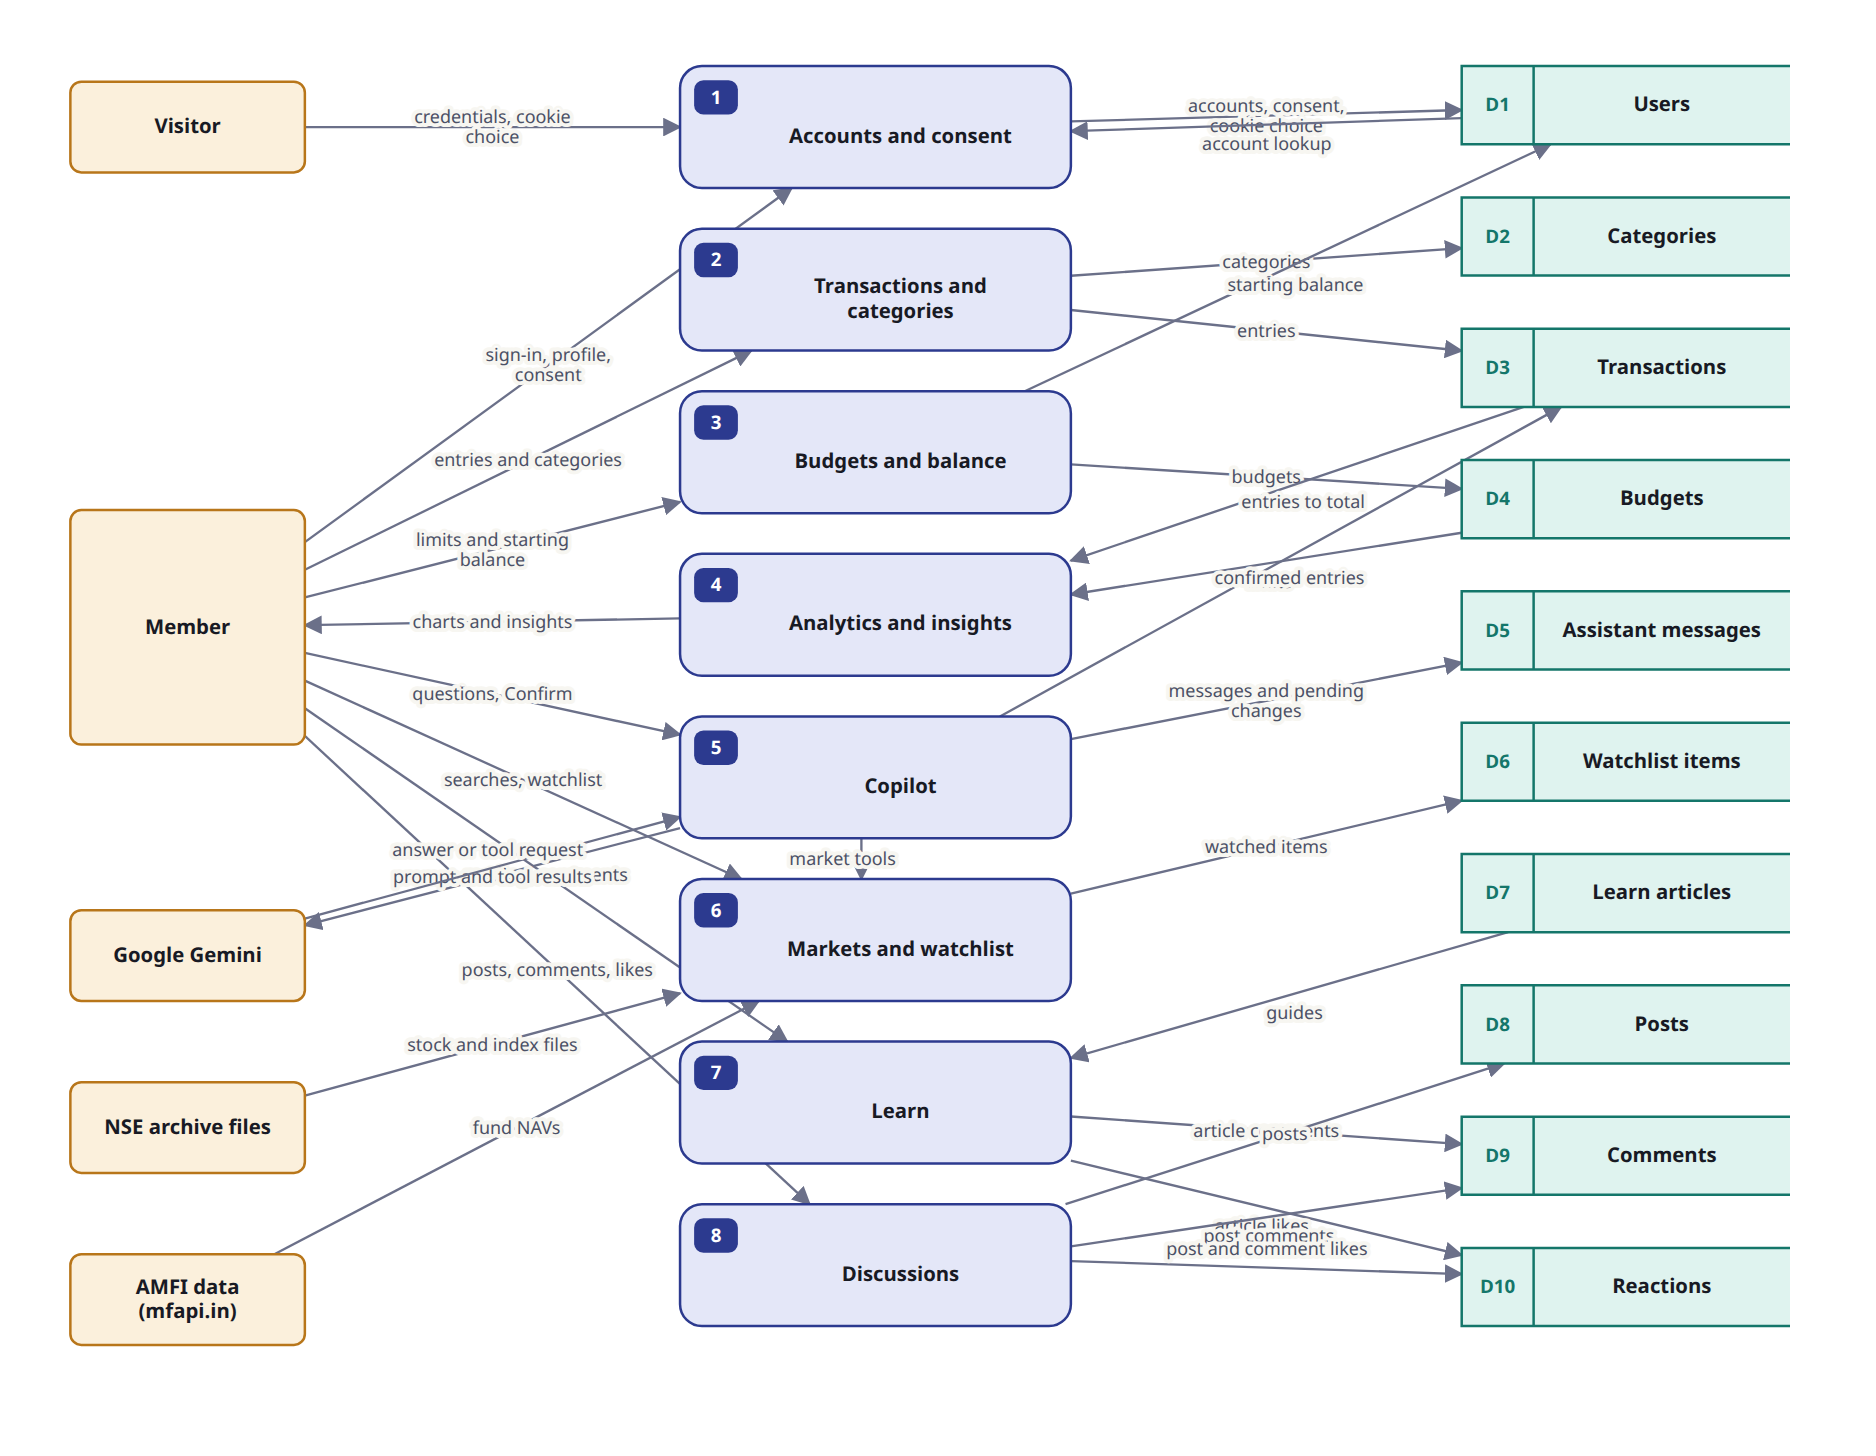 Visitor
credentials, cookie
choice
1
Accounts and consent
accounts, consent,
cookie choice
account lookup
D1
Users
2
Transactions and
categories
categories
starting balance
entries
D2
Categories
sign-in, profile,
consent
entries and categories
D3
Transactions
3
Budgets and balance
budgets
entries to total
D4
Budgets
limits and starting
balance
Member
charts and insights
4
Analytics and insights
confirmed entries
D5
Assistant messages
questions, Confirm
messages and pending
changes
5
Copilot
D6
Watchlist items
searches, watchlist
answer or tool request
prompt and tool results
market tools
watched items
D7
Learn articles
Google Gemini
6
Markets and watchlist
posts, comments, likes
guides
D8
Posts
stock and index files
NSE archive files
fund NAVs
7
Learn
article
posts
D9
Comments
8
Discussions
article likes
post comments
post and comment likes
D10
Reactions
AMFI data
(mfapi.in)